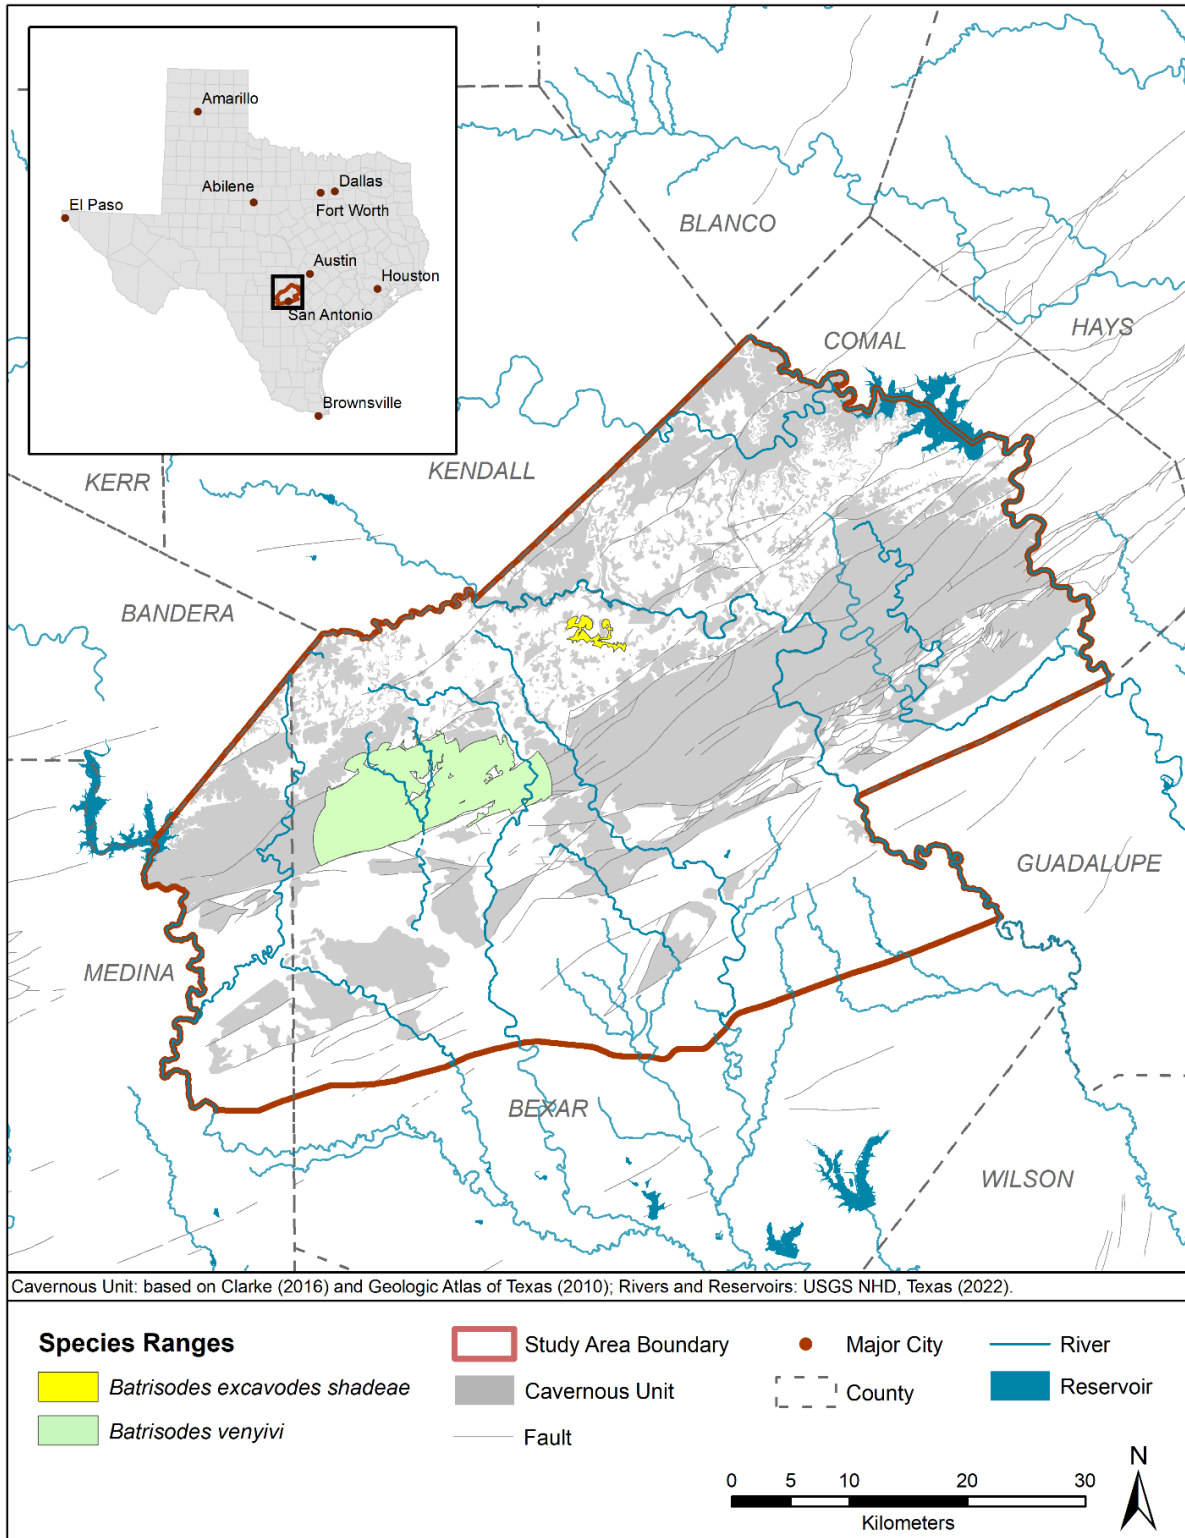 Amarillo
Dallas
Abilene
Fort Worth
El Paso
Austin
Houston
San Antonio
Brownsville
BLANCO
HAYS
COMAL
KENDALL
KERR
BANDERA
GUADALUPE
MEDINA
BEXAR
WILSON
Cavernous Unit: based on Clarke (2016) and Geologic Atlas of Texas (2010); Rivers and Reservoirs: USGS NHD, Texas (2022).
Species Ranges
Batrisodes excavodes shadeae
Batrisodes venyivi
Study Area Boundary
Cavernous Unit
Fault
Major City
County
River
Reservoir
N
0 5 10 20 30
Kilometers